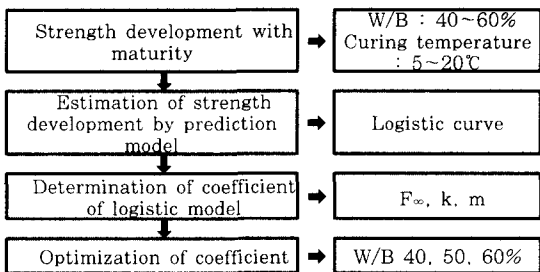 Strength development with
maturity
W/B : 40~60%
Curing temperature
: 5~20℃
Estimation of strength
development by prediction
model
Logistic curve
Determination of coefficient
of logistic model
F∞, k, m
Optimization of coefficient
W/B 40, 50, 60%